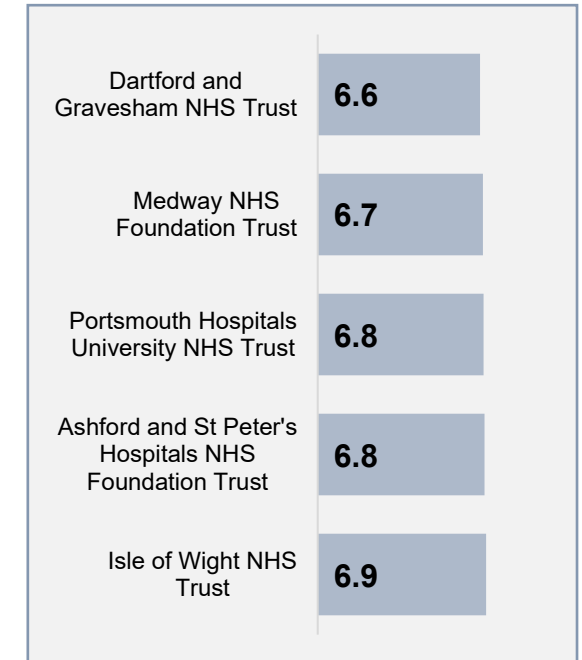 Dartford and
Gravesham NHS Trust
6.6
Medway NHS
Foundation Trust
6.7
Portsmouth Hospitals
University NHS Trust
6.8
Ashford and St Peter's
Hospitals NHS
Foundation Trust
6.8
Isle of Wight NHS
Trust
6.9